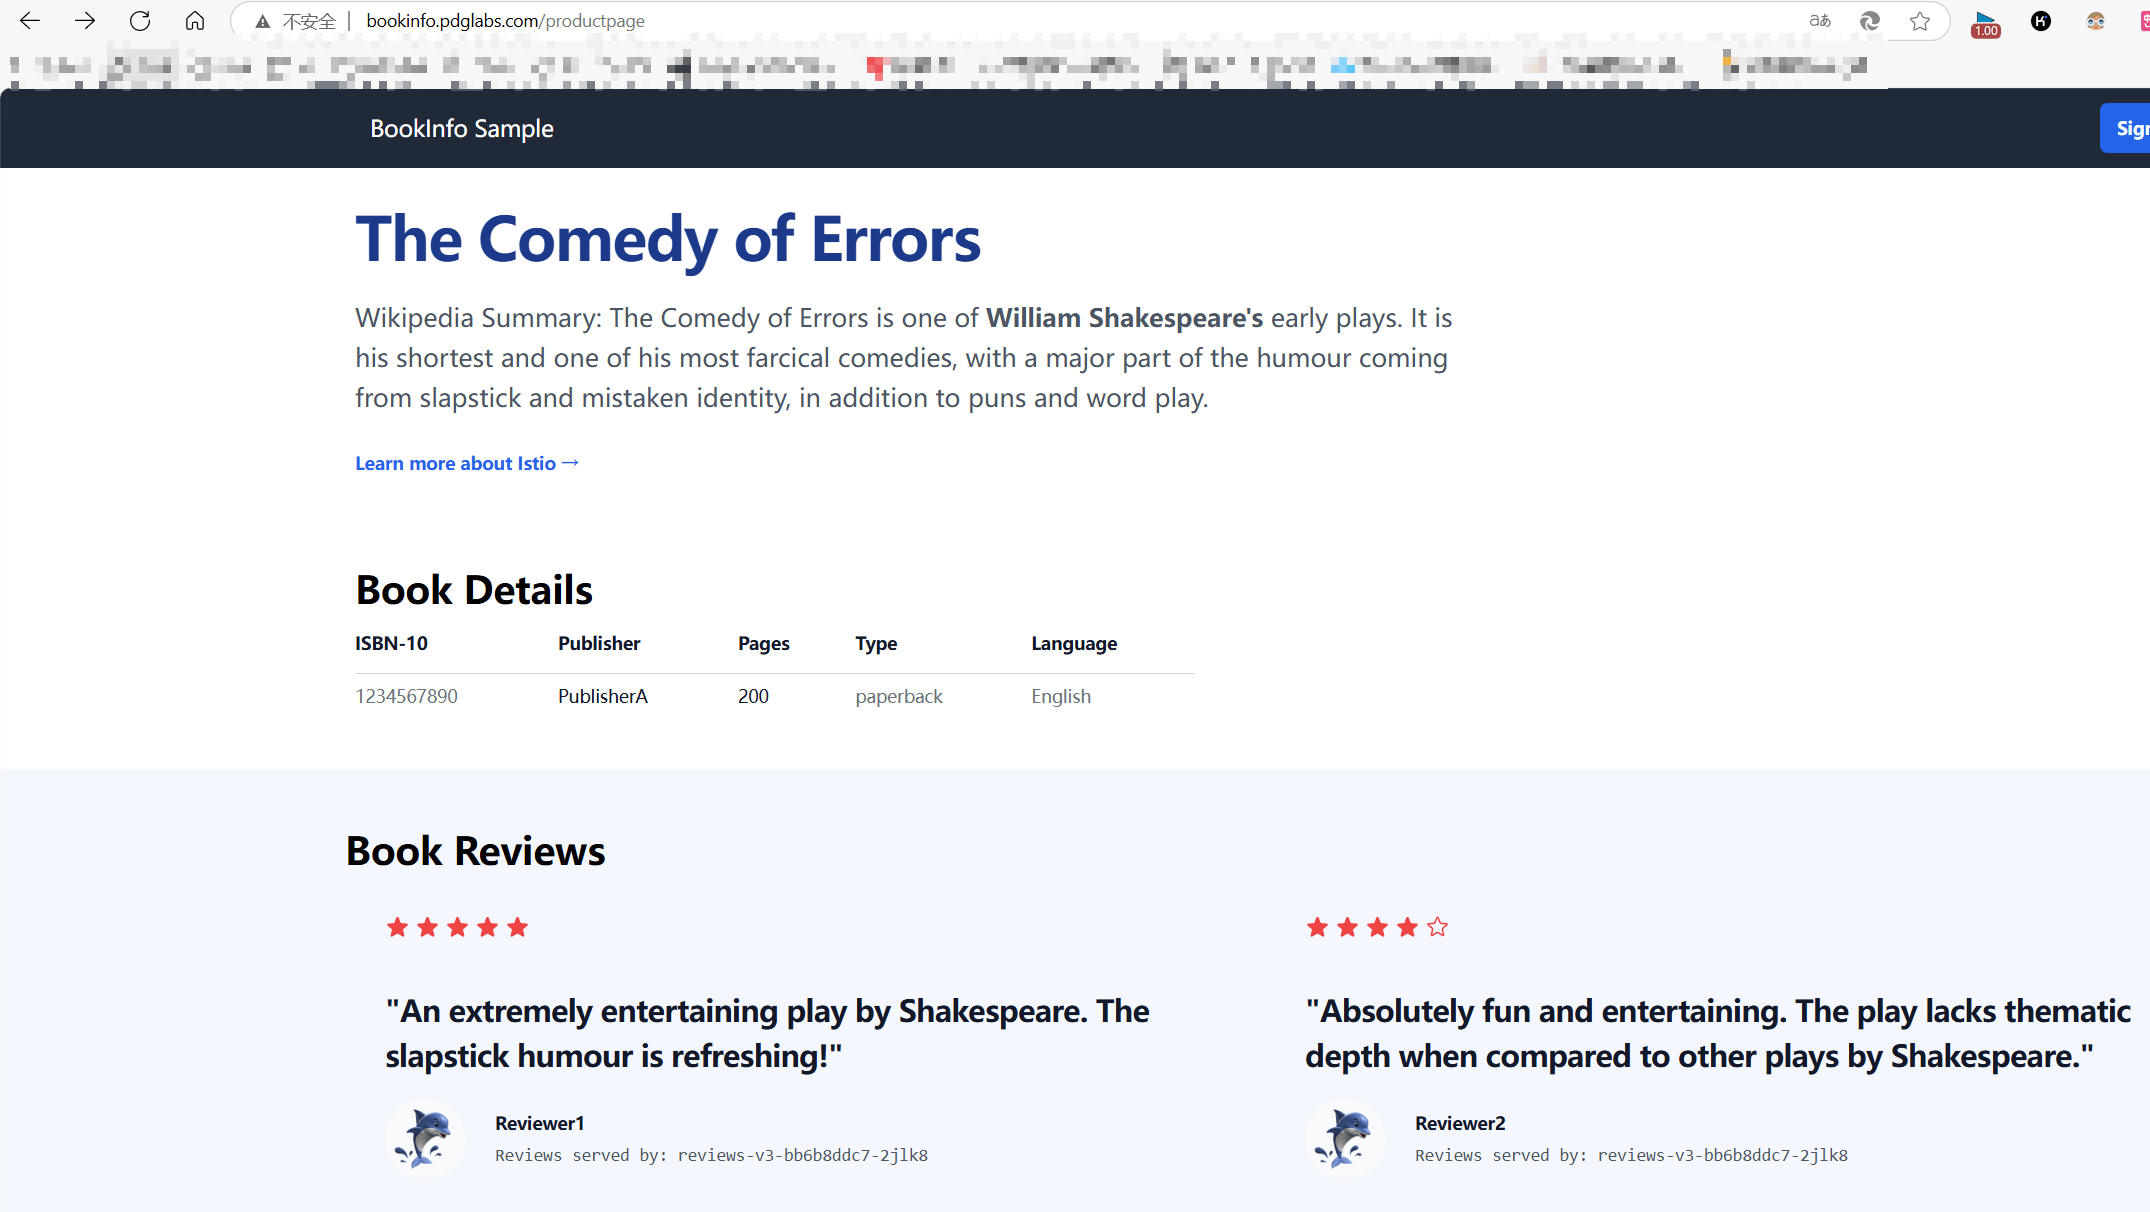 不安全 | bookinfo.pdglabs.com/productpage
aあ
1.00
BookInfo Sample
The Comedy of Errors
Wikipedia Summary: The Comedy of Errors is one of William Shakespeare's early plays. It is
his shortest and one of his most farcical comedies, with a major part of the humour coming
from slapstick and mistaken identity, in addition to puns and word play.
Learn more about Istio →
Book Details
ISBN-10 Publisher Pages Type Language
1234567890 PublisherA 200 paperback English
Book Reviews
"An extremely entertaining play by Shakespeare. The
slapstick humour is refreshing!"
Reviewer1
Reviews served by: reviews-v3-bb6b8ddc7-2jlk8
"Absolutely fun and entertaining. The play lacks thematic
depth when compared to other plays by Shakespeare."
Reviewer2
Reviews served by: reviews-v3-bb6b8ddc7-2jlk8